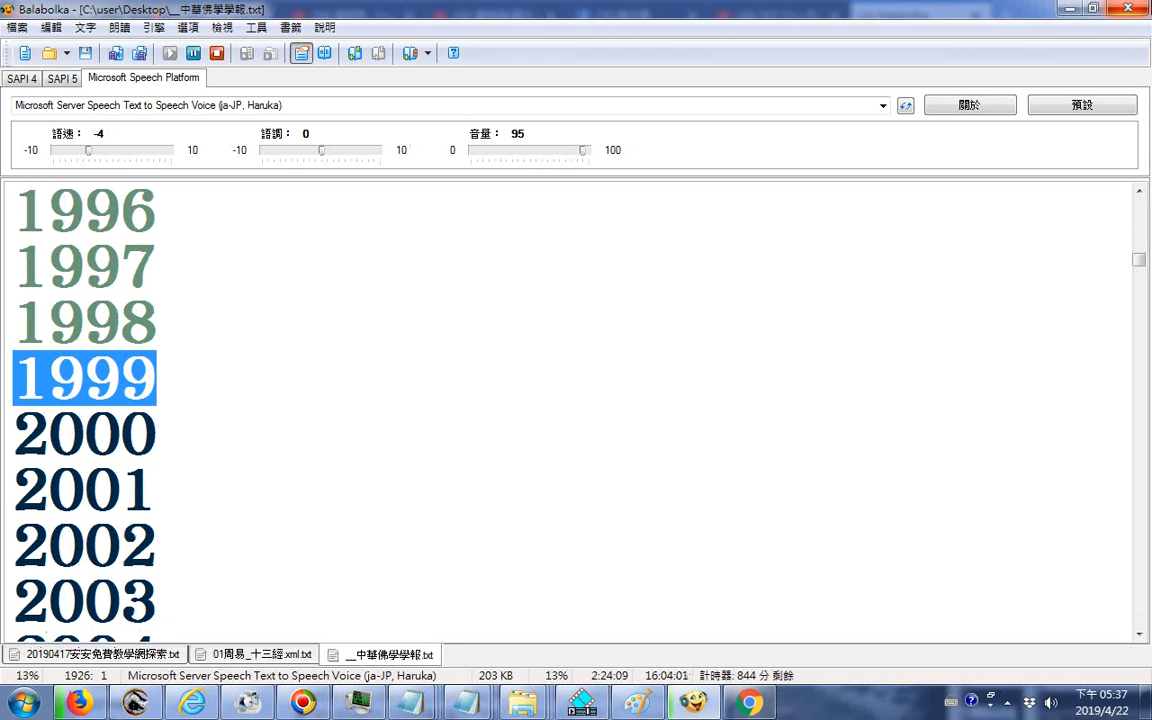 Balabolka - [C:\user\Desktop\__中華佛學學報.txt]
檔案 編輯 文字 朗讀 引擎 選項 檢視 工具 書籤 說明
SAPI 4 SAPI 5 Microsoft Speech Platform
Microsoft Server Speech Text to Speech Voice (ja-JP, Haruka) 關於 預設
語速： -4 語調： 0 音量： 95
-10 10 -10 10 0 100
1996
1997
1998
1999
2000
2001
2002
2003
2004
20190417安安免費教學網探索.txt 01周易_十三經.xml.txt __中華佛學學報.txt
13% 1926: 1 Microsoft Server Speech Text to Speech Voice (ja-JP, Haruka) 203 KB 13% 2:24:09 16:04:01 計時器: 844 分 剩餘
下午 05:37
2019/4/22